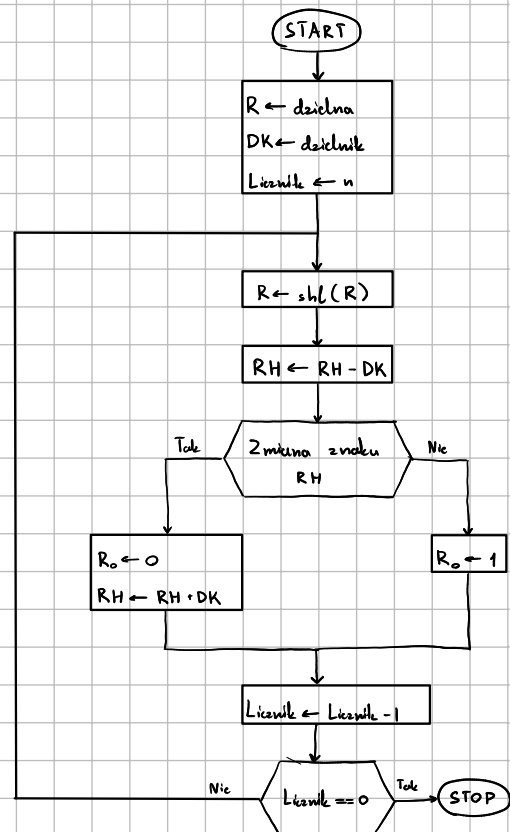 START
R ← dzielna
DK ← dzielnik
Licznik ← n
R ← shl(R)
RH ← RH - DK
Tak
Zmiana znaku
RH
Nie
R₀ ← 0
RH ← RH + DK
R₀ ← 1
Licznik ← Licznik - 1
Nie
Licznik == 0
Tak
STOP